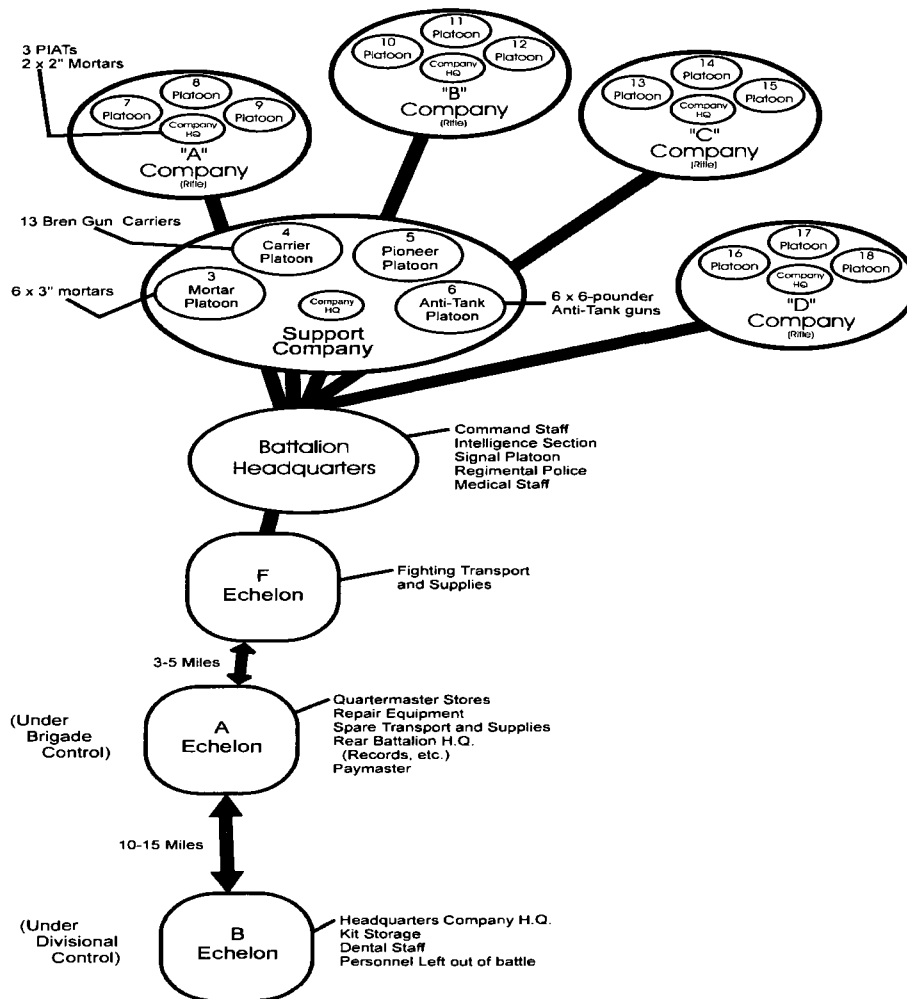 3 PIATs
2 x 2" Mortars
7
Platoon
8
Platoon
9
Platoon
Company
HQ
"A"
Company
(Rifle)
10
Platoon
11
Platoon
12
Platoon
Company
HQ
"B"
Company
(Rifle)
13
Platoon
14
Platoon
15
Platoon
Company
HQ
"C"
Company
(Rifle)
16
Platoon
17
Platoon
18
Platoon
Company
HQ
"D"
Company
(Rifle)
13 Bren Gun Carriers
6 x 3" mortars
3
Mortar
Platoon
4
Carrier
Platoon
5
Pioneer
Platoon
6
Anti-Tank
Platoon
Company
HQ
Support
Company
6 x 6-pounder
Anti-Tank guns
Battalion
Headquarters
Command Staff
Intelligence Section
Signal Platoon
Regimental Police
Medical Staff
F
Echelon
Fighting Transport
and Supplies
3-5 Miles
(Under
Brigade
Control)
A
Echelon
Quartermaster Stores
Repair Equipment
Spare Transport and Supplies
Rear Battalion H.Q.
(Records, etc.)
Paymaster
10-15 Miles
(Under
Divisional
Control)
B
Echelon
Headquarters Company H.Q.
Kit Storage
Dental Staff
Personnel Left out of battle